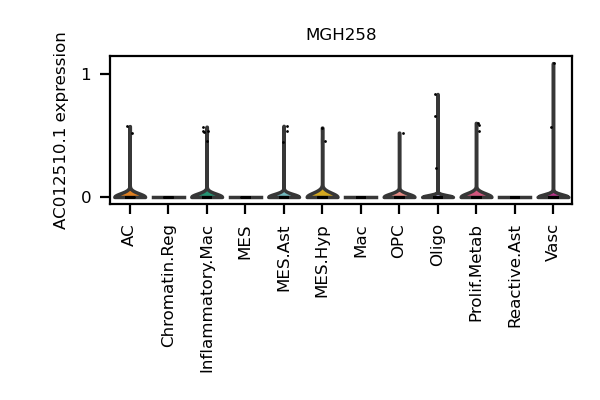 MGH258
AC012510.1 expression
1
0
AC
Chromatin.Reg
Inflammatory.Mac
MES
MES.Ast
MES.Hyp
Mac
OPC
Oligo
Prolif.Metab
Reactive.Ast
Vasc